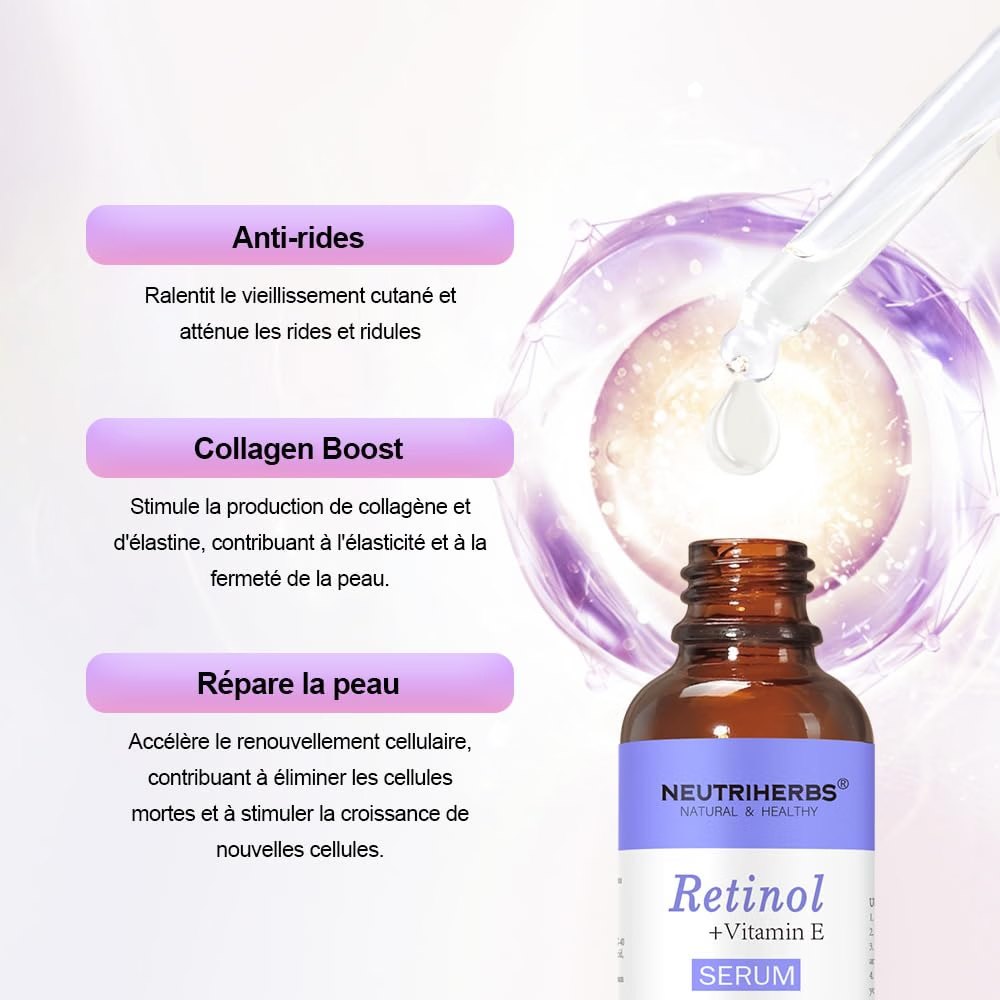 Anti-rides
Ralentit le vieillissement cutané et
atténue les rides et ridules
Collagen Boost
Stimule la production de collagène et
d'élastine, contribuant à l'élasticité et à la
fermeté de la peau.
Répare la peau
Accélère le renouvellement cellulaire,
contribuant à éliminer les cellules
mortes et à stimuler la croissance de
nouvelles cellules.
NEUTRIHERBS®
NATURAL & HEALTHY
Retinol
+Vitamin E
SERUM